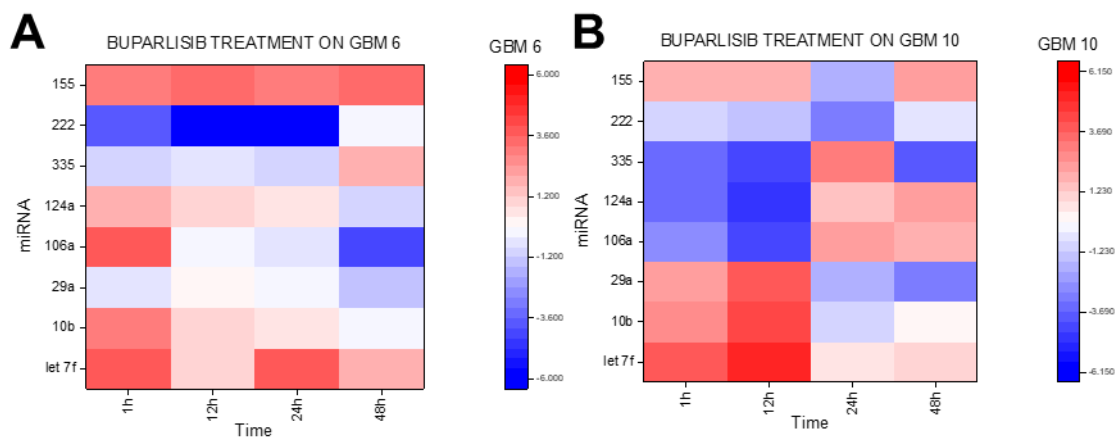 A
BUPARLISIB TREATMENT ON GBM 6
GBM 6
miRNA
155
222
335
124a
106a
29a
10b
let 7f
1h
12h
24h
48h
Time
6.000
3.600
1.200
-1.200
-3.600
-6.000
B
BUPARLISIB TREATMENT ON GBM 10
GBM 10
miRNA
155
222
335
124a
106a
29a
10b
let 7f
1h
12h
24h
48h
Time
6.150
3.690
1.230
-1.230
-3.690
-6.150